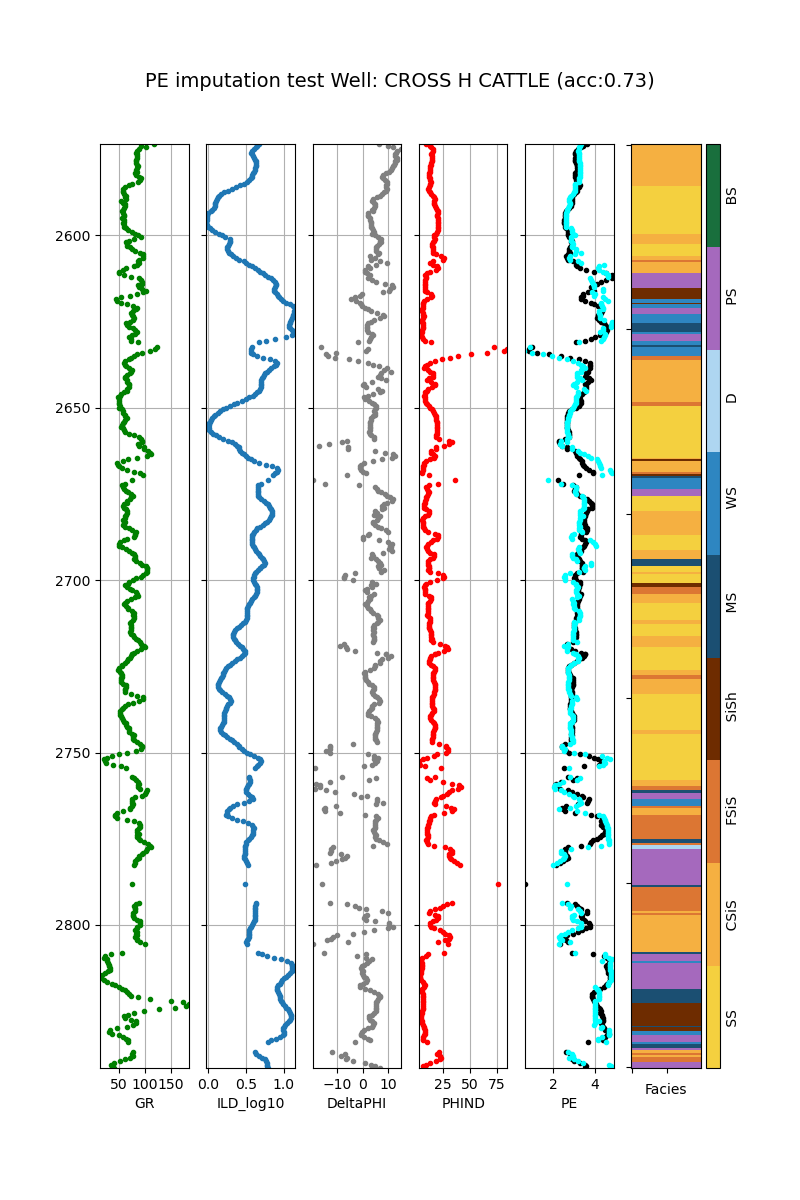 PE imputation test Well: CROSS H CATTLE (acc:0.73)
2600
2650
2700
2750
2800
50 100 150
0.0 0.5 1.0
−10 0 10
25 50 75
2 4
GR
ILD_log10
DeltaPHI
PHIND
PE
Facies
BS
PS
D
WS
MS
SiSh
FSiS
CSiS
SS